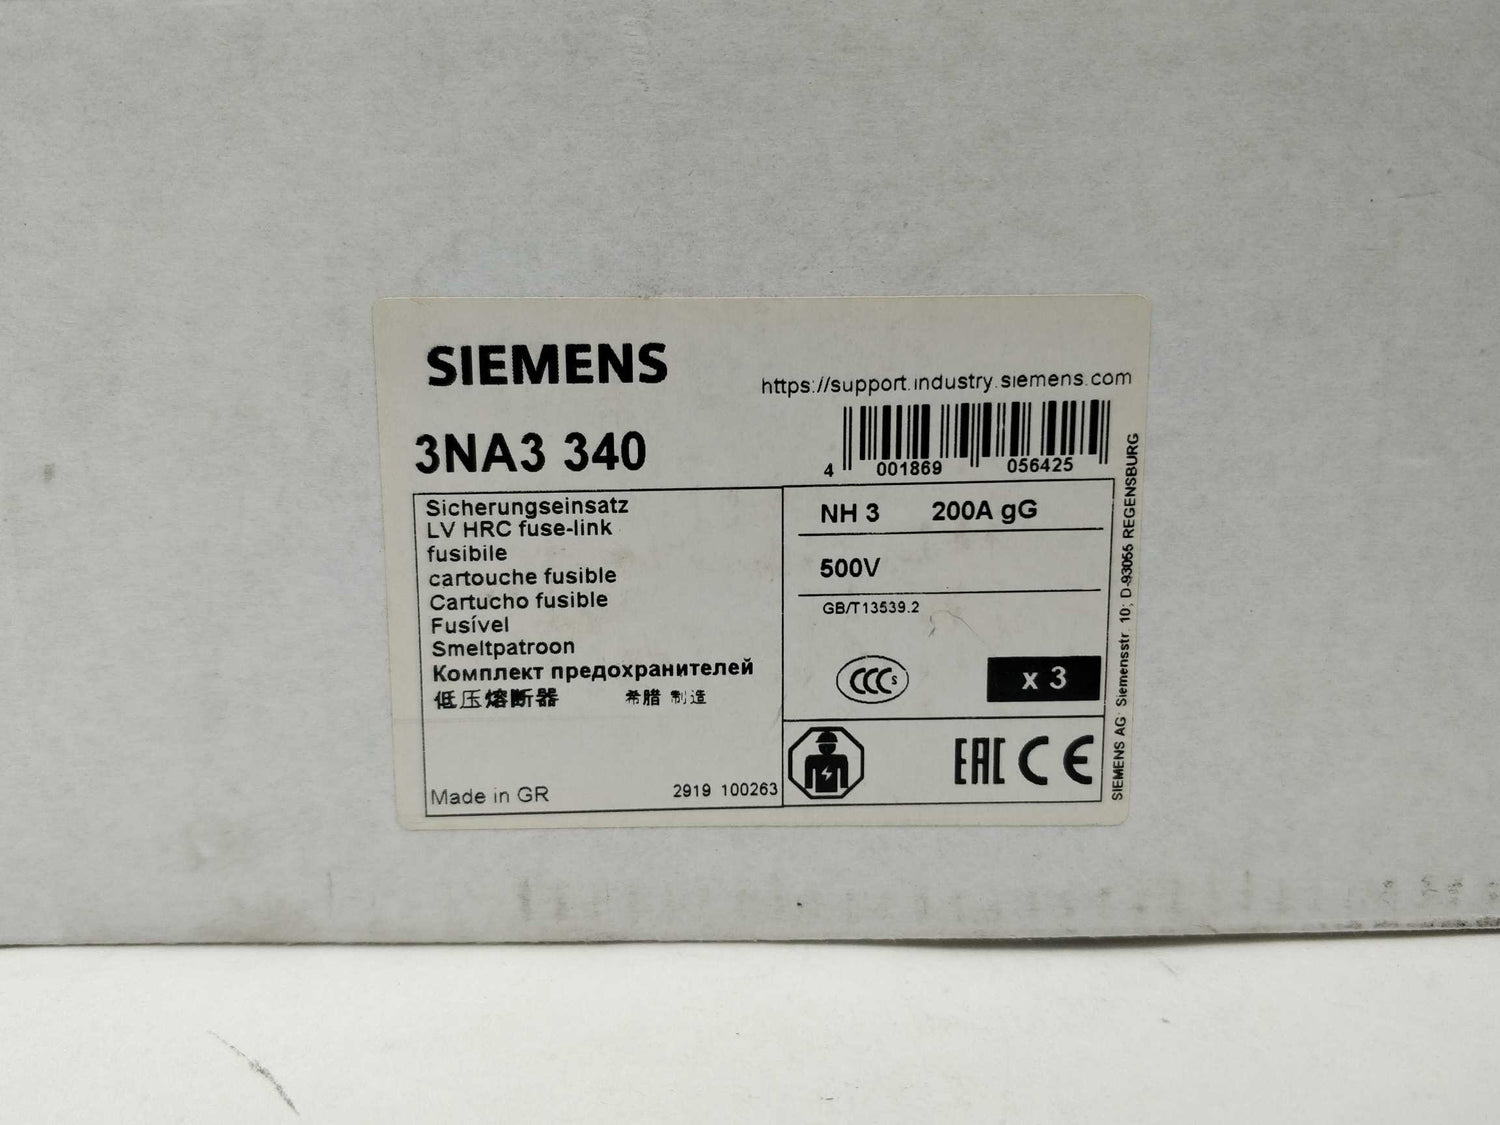 SIEMENS
https://support.industry.siemens.com
3NA3 340
4 001869 056425
Sicherungseinsatz
LV HRC fuse-link
fusibile
cartouche fusible
Cartucho fusible
Fusível
Smeltpatroon
Комплект предохранителей
低压熔断器 希腊 制造
Made in GR 2919 100263
NH 3 200A gG
500V
GB/T13539.2
CCC S
x 3
EAC CE
SIEMENS AG Siemensstr 10; D-93055 REGENSBURG